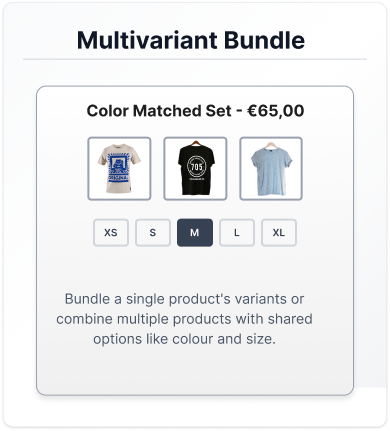 Multivariant Bundle
Color Matched Set - €65,00
ORIGINAL
705
XS S M L XL
Bundle a single product's variants or
combine multiple products with shared
options like colour and size.